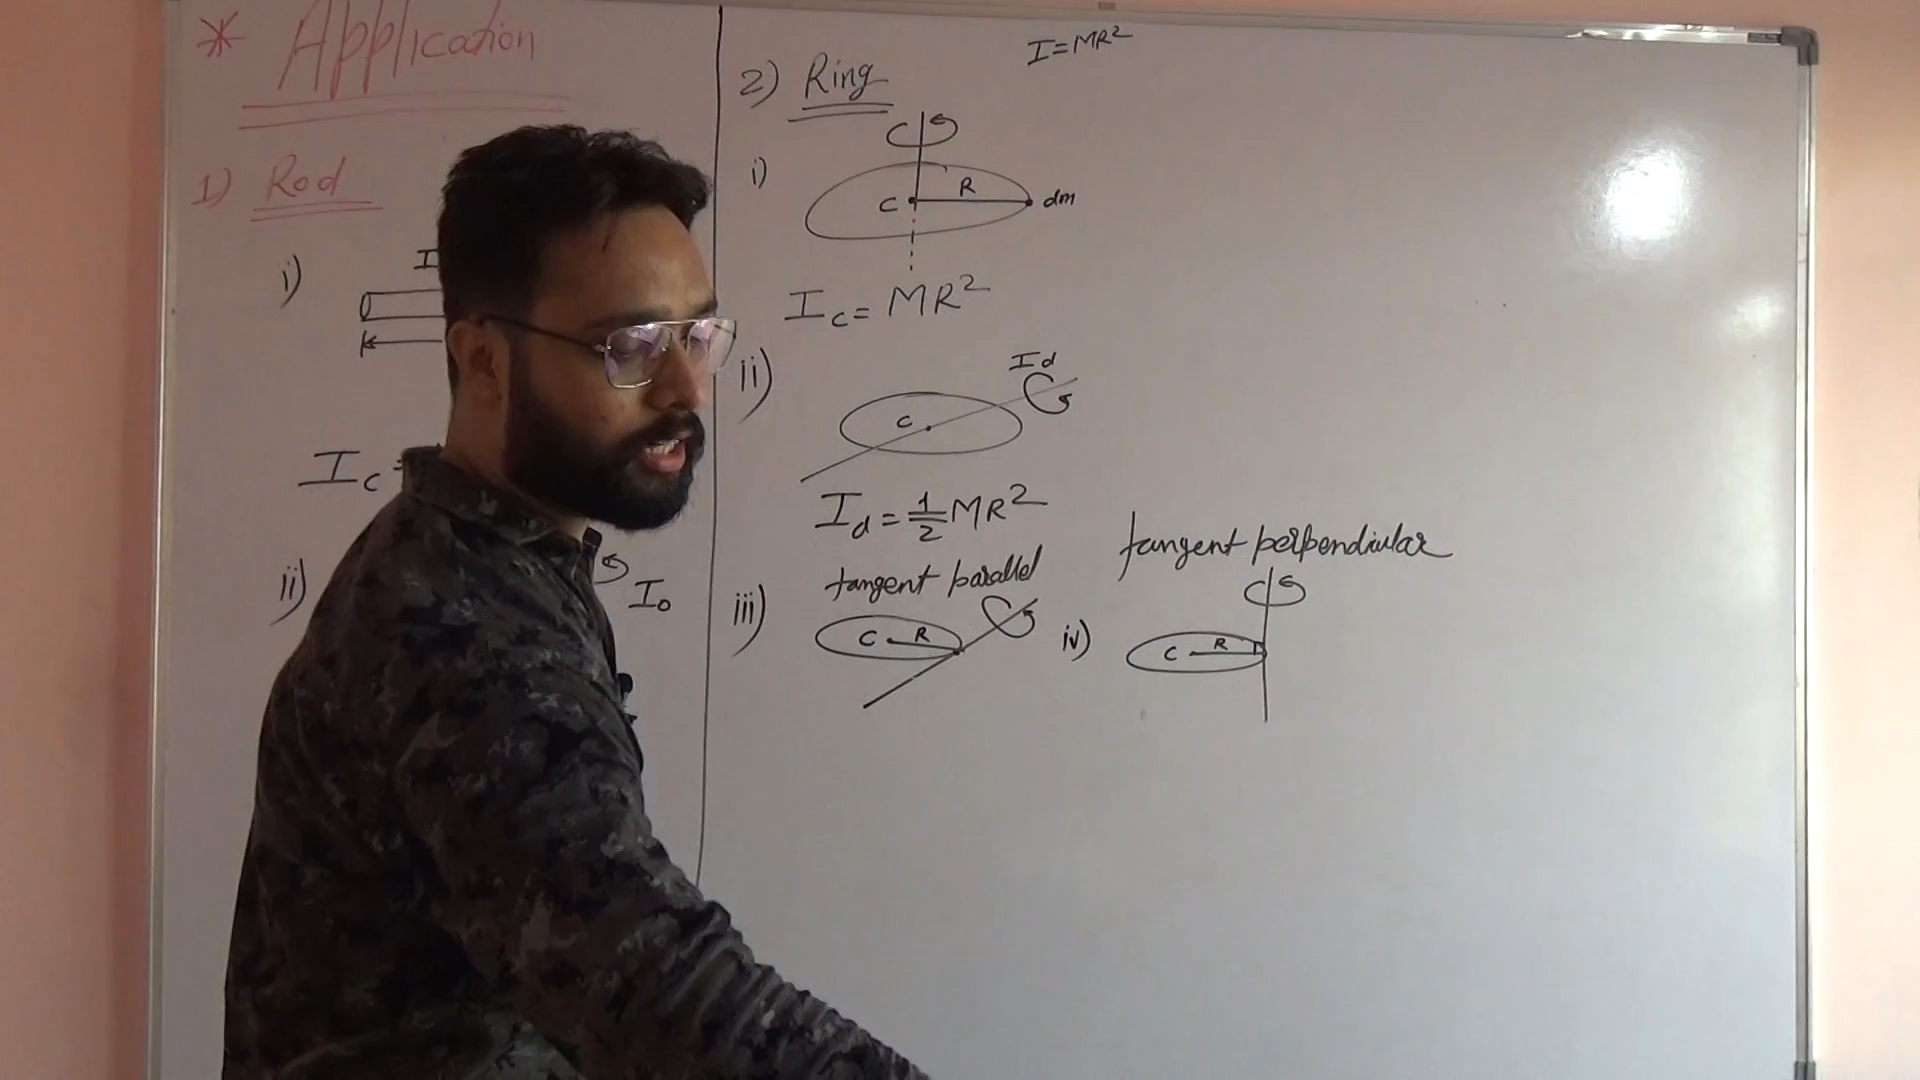 * Application
1) Rod
i)
I
I_c =
ii)
I₀
2) Ring
I = MR²
i)
C R dm
I_c = MR²
ii)
I_d
C
I_d = 1/2 MR²
tangent parallel
iii)
C R
tangent perpendicular
iv)
C R